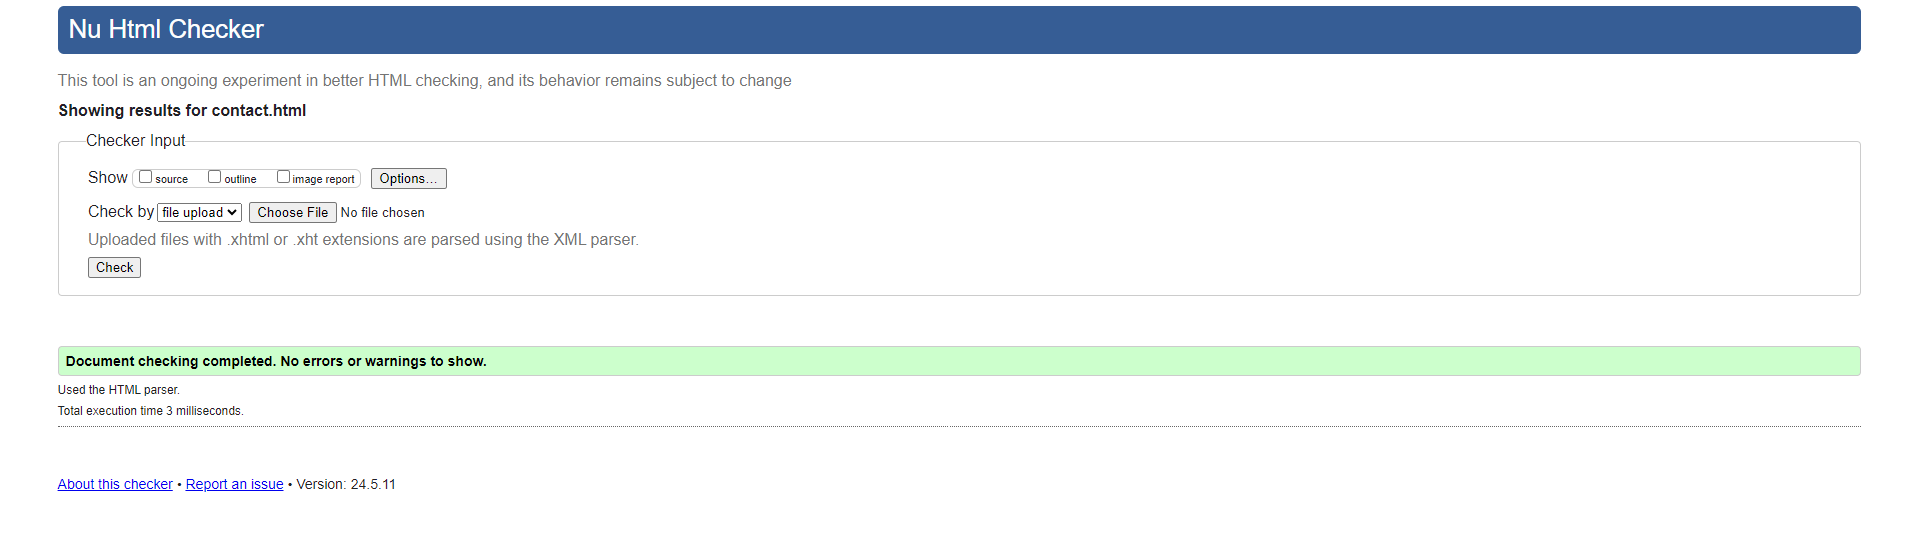 Nu Html Checker
This tool is an ongoing experiment in better HTML checking, and its behavior remains subject to change
Showing results for contact.html
Checker Input
Show source outline image report Options...
Check by file upload Choose File No file chosen
Uploaded files with .xhtml or .xht extensions are parsed using the XML parser.
Check
Document checking completed. No errors or warnings to show.
Used the HTML parser.
Total execution time 3 milliseconds.
About this checker • Report an issue • Version: 24.5.11